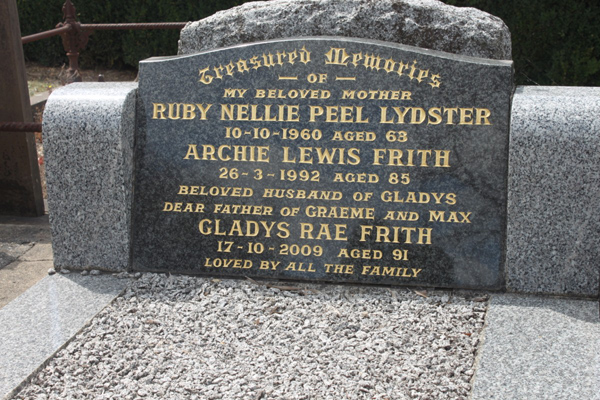 Treasured Memories
— OF —
MY BELOVED MOTHER
RUBY NELLIE PEEL LYDSTER
10-10-1960 AGED 63
ARCHIE LEWIS FRITH
26-3-1992 AGED 85
BELOVED HUSBAND OF GLADYS
DEAR FATHER OF GRAEME AND MAX
GLADYS RAE FRITH
17-10-2009 AGED 91
LOVED BY ALL THE FAMILY